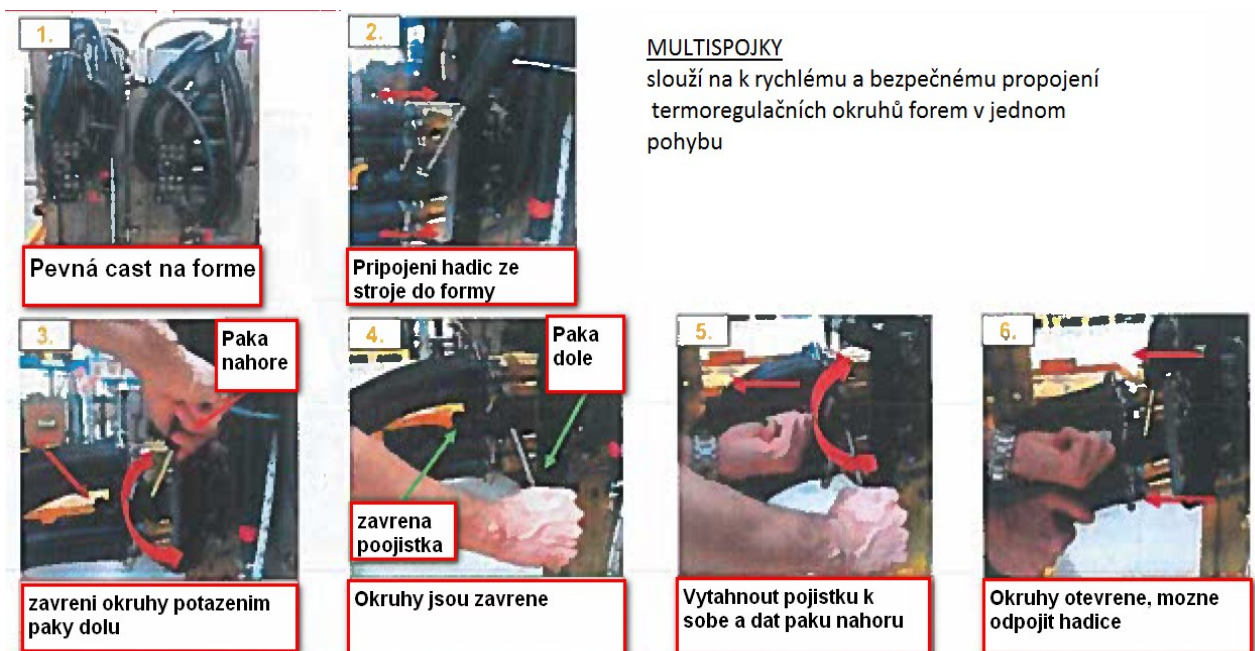 MULTISPOJKY
slouží na k rychlému a bezpečnému propojení
termoregulačních okruhů forem v jednom
pohybu
1.
Pevná cast na forme
2.
Pripojeni hadic ze
stroje do formy
3.
Paka
nahore
zavreni okruhy potazenim
paky dolu
4.
Paka
dole
zavrena
poojistka
Okruhy jsou zavrene
5.
Vytahnout pojistku k
sobe a dat paku nahoru
6.
Okruhy otevrene, mozne
odpojit hadice